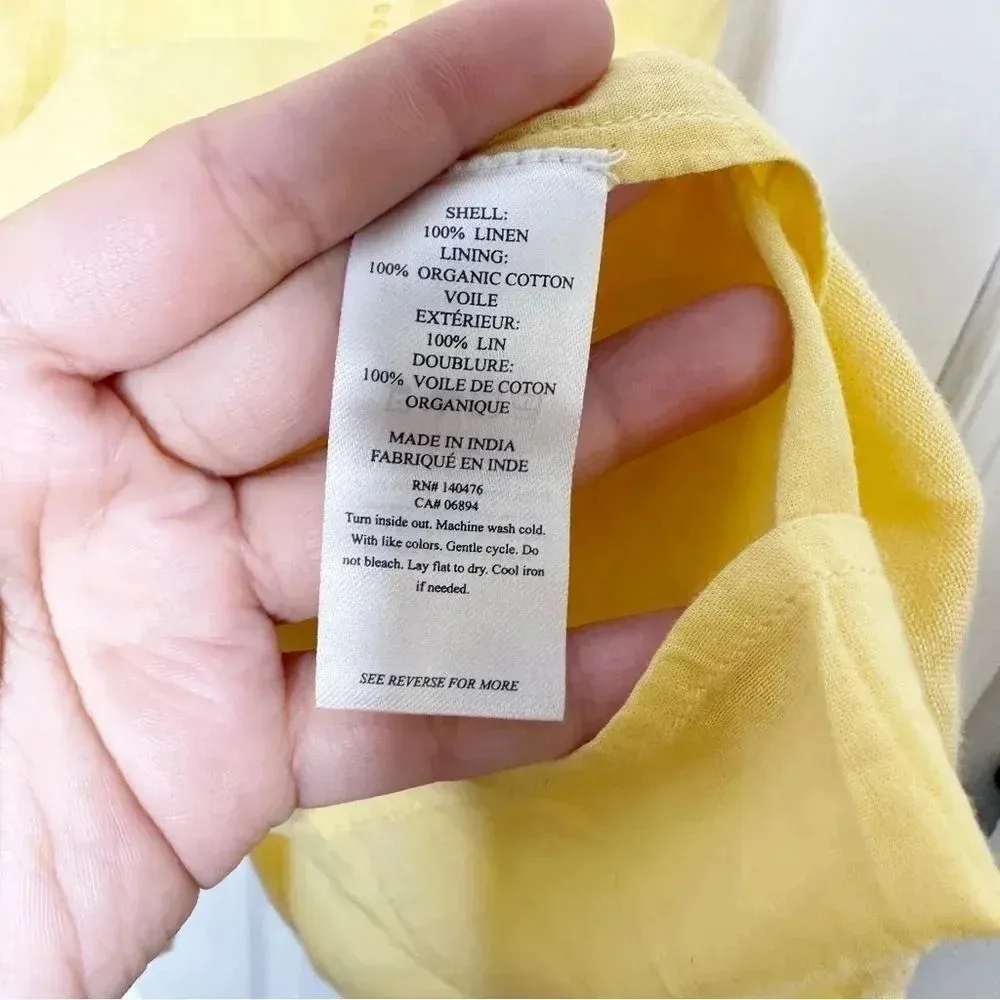 SHELL:
100% LINEN
LINING:
100% ORGANIC COTTON
VOILE
EXTÉRIEUR:
100% LIN
DOUBLURE:
100% VOILE DE COTON
ORGANIQUE
MADE IN INDIA
FABRIQUÉ EN INDE
RN# 140476
CA# 06894
Turn inside out. Machine wash cold.
With like colors. Gentle cycle. Do
not bleach. Lay flat to dry. Cool iron
if needed.
SEE REVERSE FOR MORE